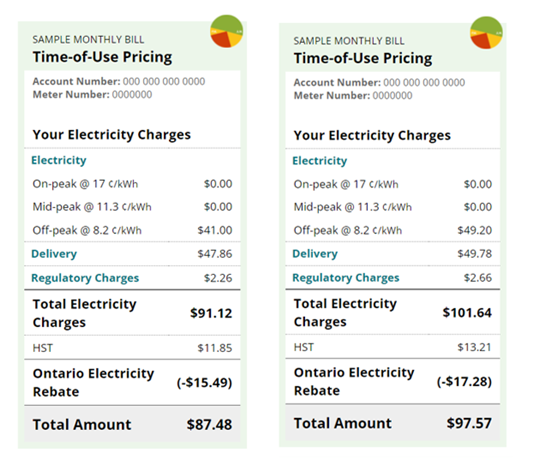 SAMPLE MONTHLY BILL
Time-of-Use Pricing
Account Number: 000 000 000 0000
Meter Number: 0000000
Your Electricity Charges
Electricity
On-peak @ 17 ¢/kWh $0.00
Mid-peak @ 11.3 ¢/kWh $0.00
Off-peak @ 8.2 ¢/kWh $41.00
Delivery $47.86
Regulatory Charges $2.26
Total Electricity
Charges $91.12
HST $11.85
Ontario Electricity
Rebate (-$15.49)
Total Amount $87.48
SAMPLE MONTHLY BILL
Time-of-Use Pricing
Account Number: 000 000 000 0000
Meter Number: 0000000
Your Electricity Charges
Electricity
On-peak @ 17 ¢/kWh $0.00
Mid-peak @ 11.3 ¢/kWh $0.00
Off-peak @ 8.2 ¢/kWh $49.20
Delivery $49.78
Regulatory Charges $2.66
Total Electricity
Charges $101.64
HST $13.21
Ontario Electricity
Rebate (-$17.28)
Total Amount $97.57